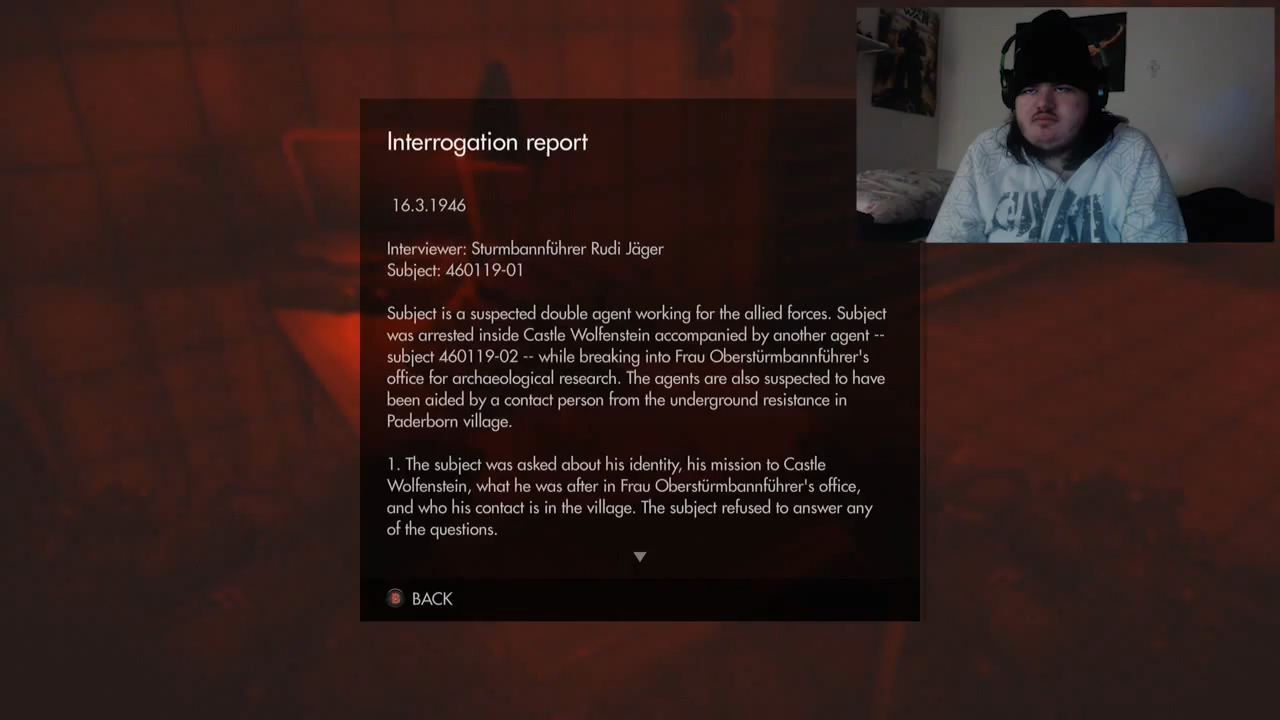 Interrogation report
16.3.1946
Interviewer: Sturmbannführer Rudi Jäger
Subject: 460119-01
Subject is a suspected double agent working for the allied forces. Subject
was arrested inside Castle Wolfenstein accompanied by another agent --
subject 460119-02 -- while breaking into Frau Oberstürmbannführer's
office for archaeological research. The agents are also suspected to have
been aided by a contact person from the underground resistance in
Paderborn village.
1. The subject was asked about his identity, his mission to Castle
Wolfenstein, what he was after in Frau Oberstürmbannführer's office,
and who his contact is in the village. The subject refused to answer any
of the questions.
B BACK